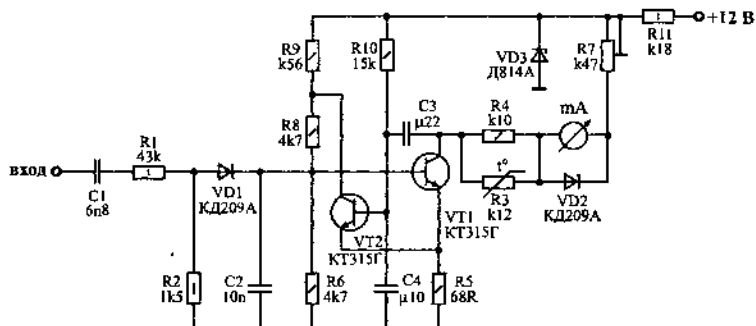 +12 В
R11
k18
R9
k56
R10
15k
VD3
Д814А
R7
k47
C3
µ22
R4
k10
mA
R8
4k7
R1
43k
вход
C1
6n8
VD1
КД209А
t°
R3
k12
VD2
КД209А
VT1
КТ315Г
VT2
КТ315Г
R2
1k5
C2
10n
R6
4k7
C4
µ10
R5
68R